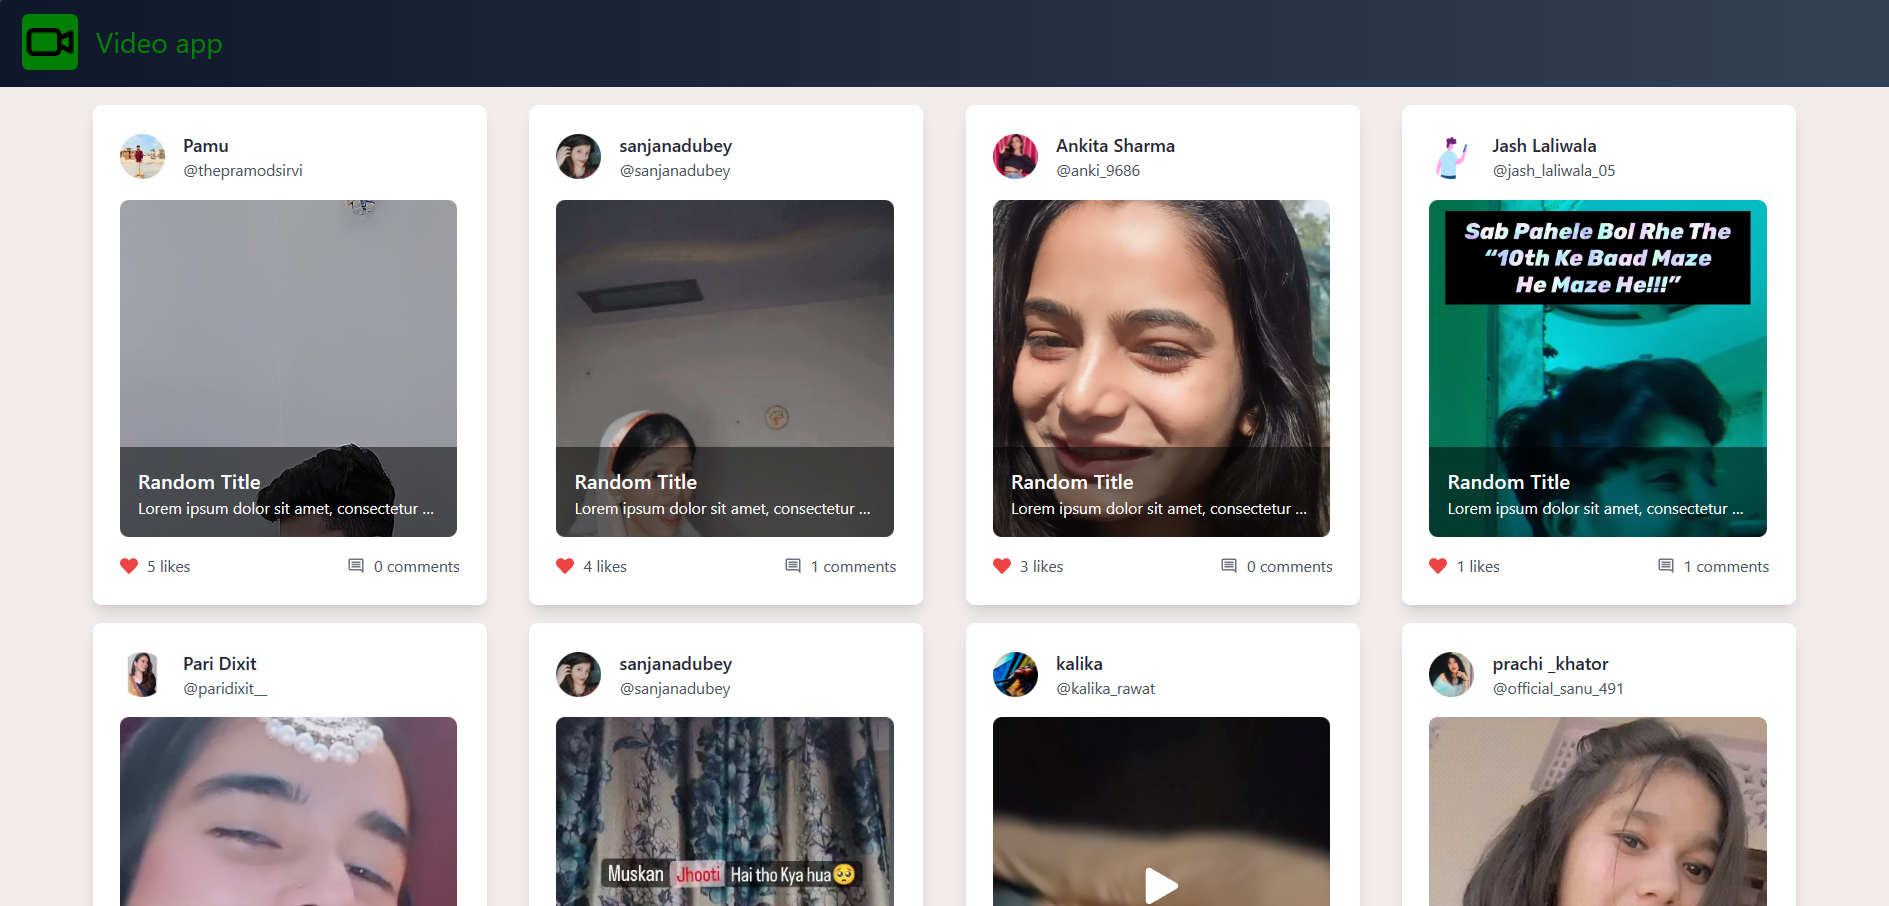 Video app
Pamu
@thepramodsirvi
Random Title
Lorem ipsum dolor sit amet, consectetur ...
5 likes
0 comments
sanjanadubey
@sanjanadubey
Random Title
Lorem ipsum dolor sit amet, consectetur ...
4 likes
1 comments
Ankita Sharma
@anki_9686
Random Title
Lorem ipsum dolor sit amet, consectetur ...
3 likes
0 comments
Jash Laliwala
@jash_laliwala_05
Sab Pahele Bol Rhe The
“10th Ke Baad Maze
He Maze He!!!”
Random Title
Lorem ipsum dolor sit amet, consectetur ...
1 likes
1 comments
Pari Dixit
@paridixit__
sanjanadubey
@sanjanadubey
Muskan Jhooti Hai tho Kya hua🥺
kalika
@kalika_rawat
prachi _khator
@official_sanu_491